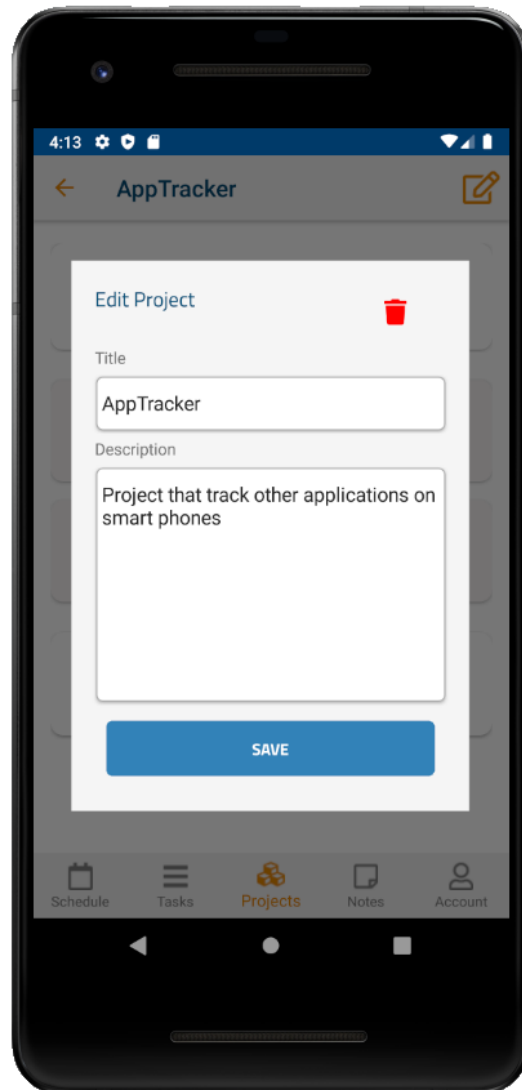 4:13
AppTracker
Edit Project
Title
AppTracker
Description
Project that track other applications on
smart phones
SAVE
Schedule Tasks Projects Notes Account